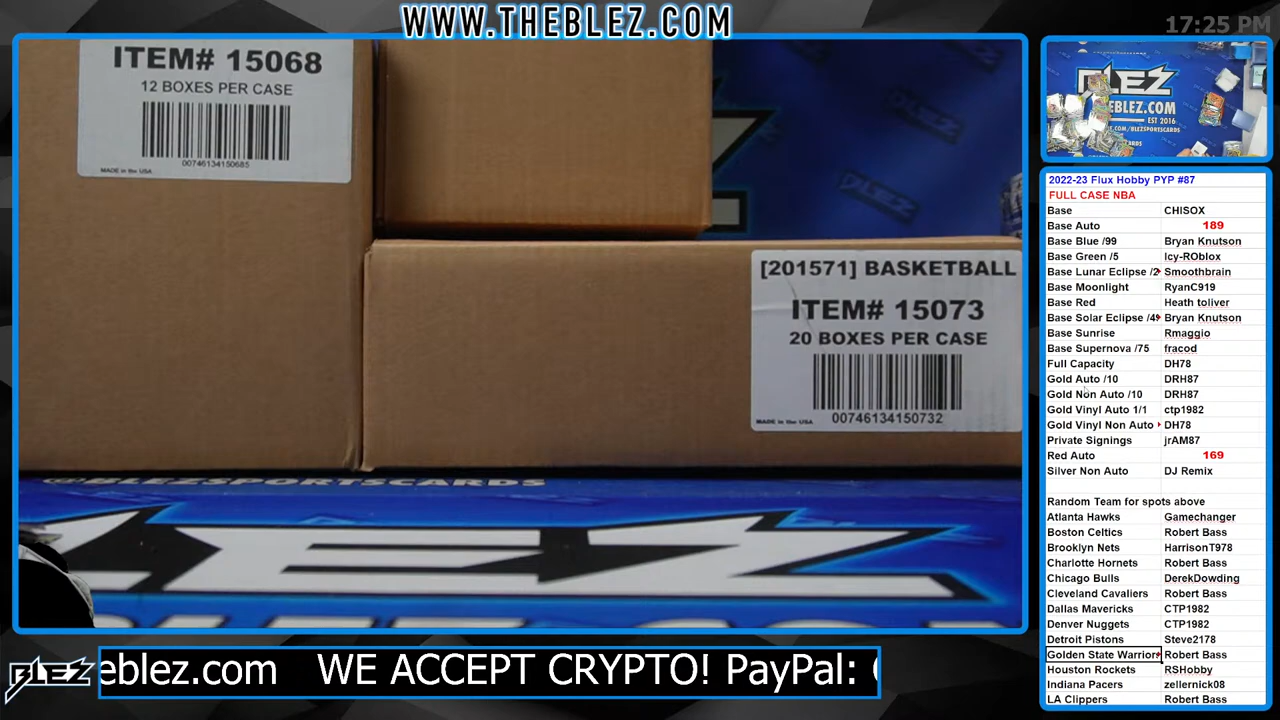 WWW.THEBLEZ.COM
17:25 PM
ITEM# 15068
12 BOXES PER CASE
00746134150685
MADE in the USA
[201571] BASKETBALL
ITEM# 15073
20 BOXES PER CASE
00746134150732
MADE in the USA
@BLEZSPORTSCARDS
BLEZ
EBLEZ.COM
EST 2016
.COM/BLEZSPORTSCARDS
2022-23 Flux Hobby PYP #87
FULL CASE NBA
Base CHISOX
Base Auto 189
Base Blue /99 Bryan Knutson
Base Green /5 Icy-ROblox
Base Lunar Eclipse /2 Smoothbrain
Base Moonlight RyanC919
Base Red Heath toliver
Base Solar Eclipse /49 Bryan Knutson
Base Sunrise Rmaggio
Base Supernova /75 fracod
Full Capacity DH78
Gold Auto /10 DRH87
Gold Non Auto /10 DRH87
Gold Vinyl Auto 1/1 ctp1982
Gold Vinyl Non Auto DH78
Private Signings jrAM87
Red Auto 169
Silver Non Auto DJ Remix
Random Team for spots above
Atlanta Hawks Gamechanger
Boston Celtics Robert Bass
Brooklyn Nets HarrisonT978
Charlotte Hornets Robert Bass
Chicago Bulls DerekDowding
Cleveland Cavaliers Robert Bass
Dallas Mavericks CTP1982
Denver Nuggets CTP1982
Detroit Pistons Steve2178
Golden State Warriors Robert Bass
Houston Rockets RSHobby
Indiana Pacers zellernick08
LA Clippers Robert Bass
BLEZ
eblez.com WE ACCEPT CRYPTO! PayPal: